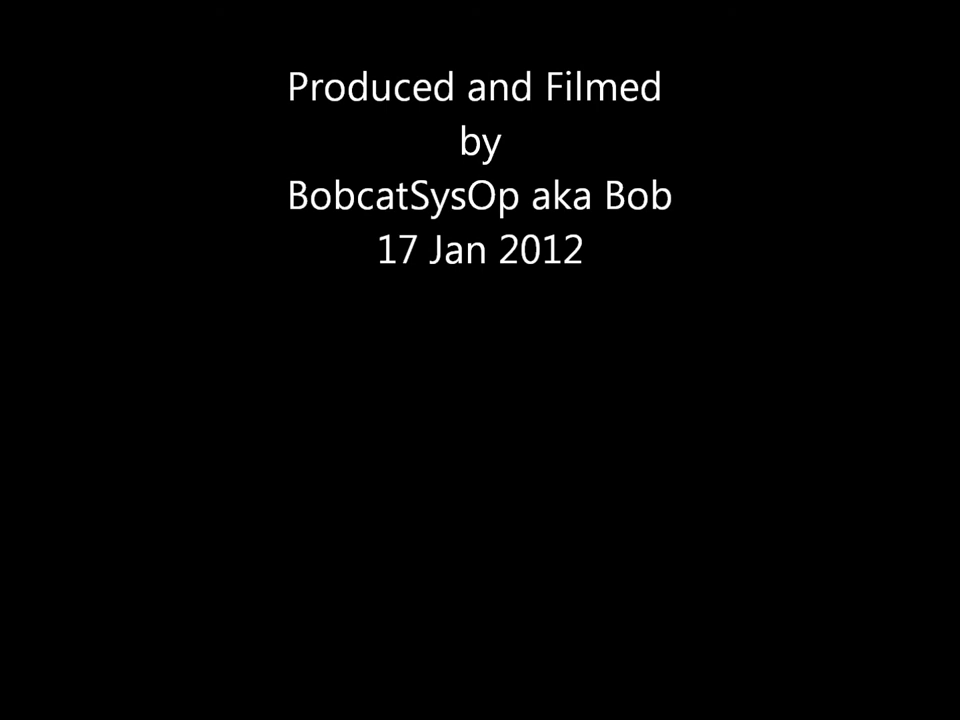 Produced and Filmed
by
BobcatSysOp aka Bob
17 Jan 2012